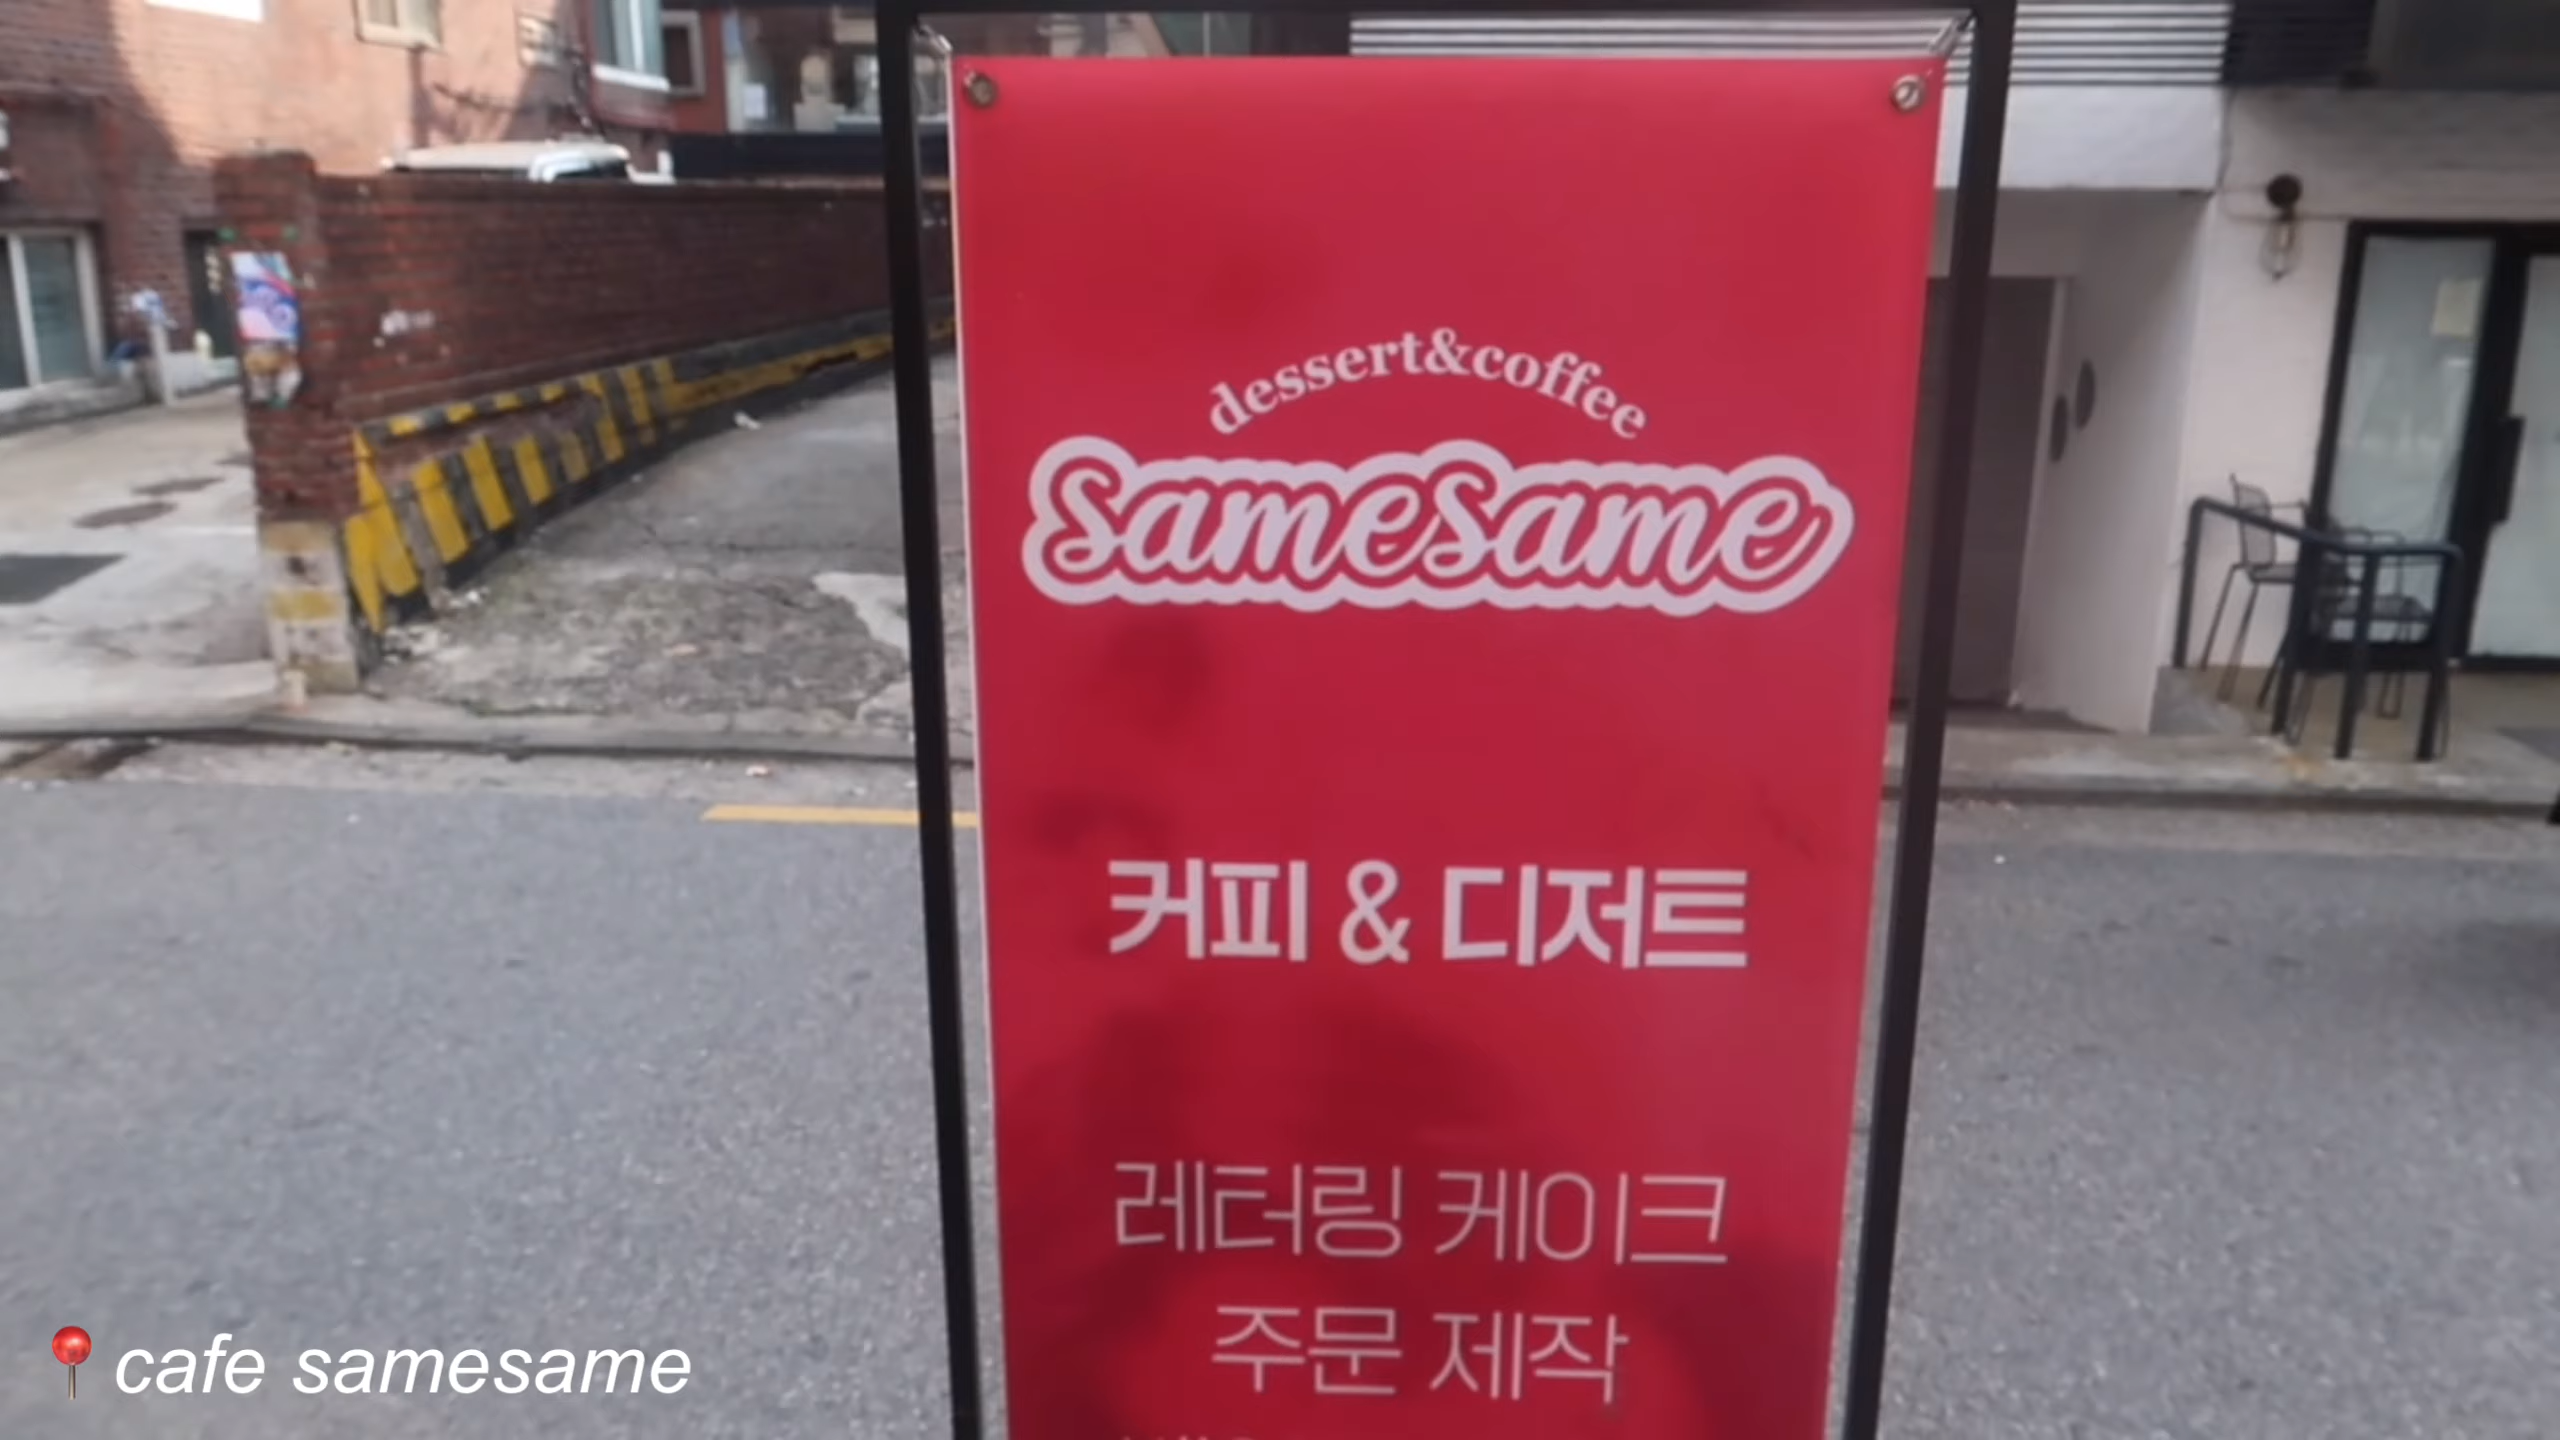 dessert&coffee
samesame
커피 & 디저트
레터링 케이크
주문 제작
cafe samesame